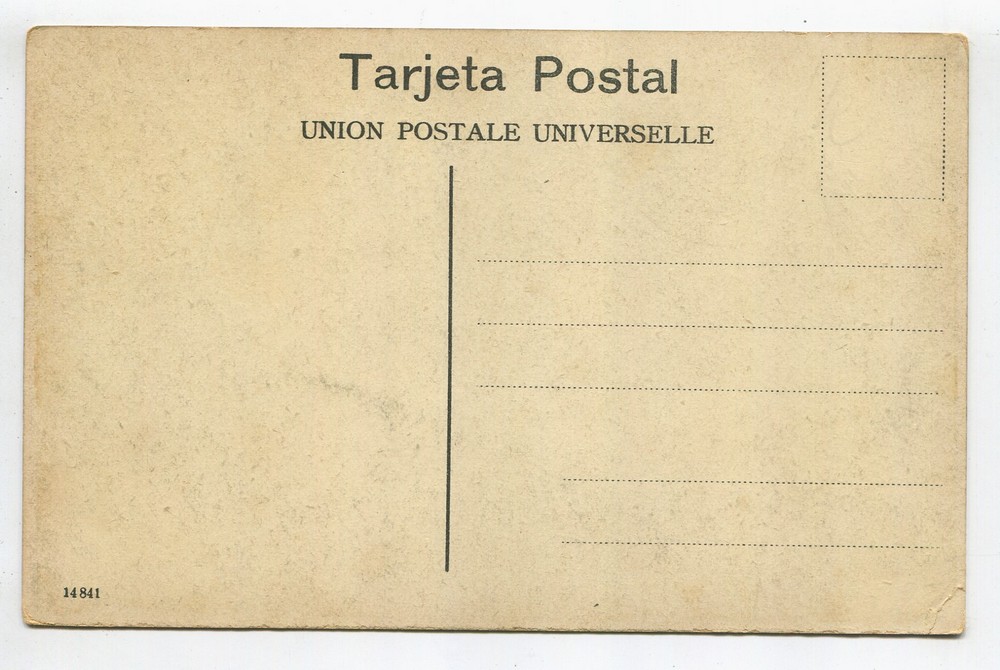 Tarjeta Postal
UNION POSTALE UNIVERSELLE
14841